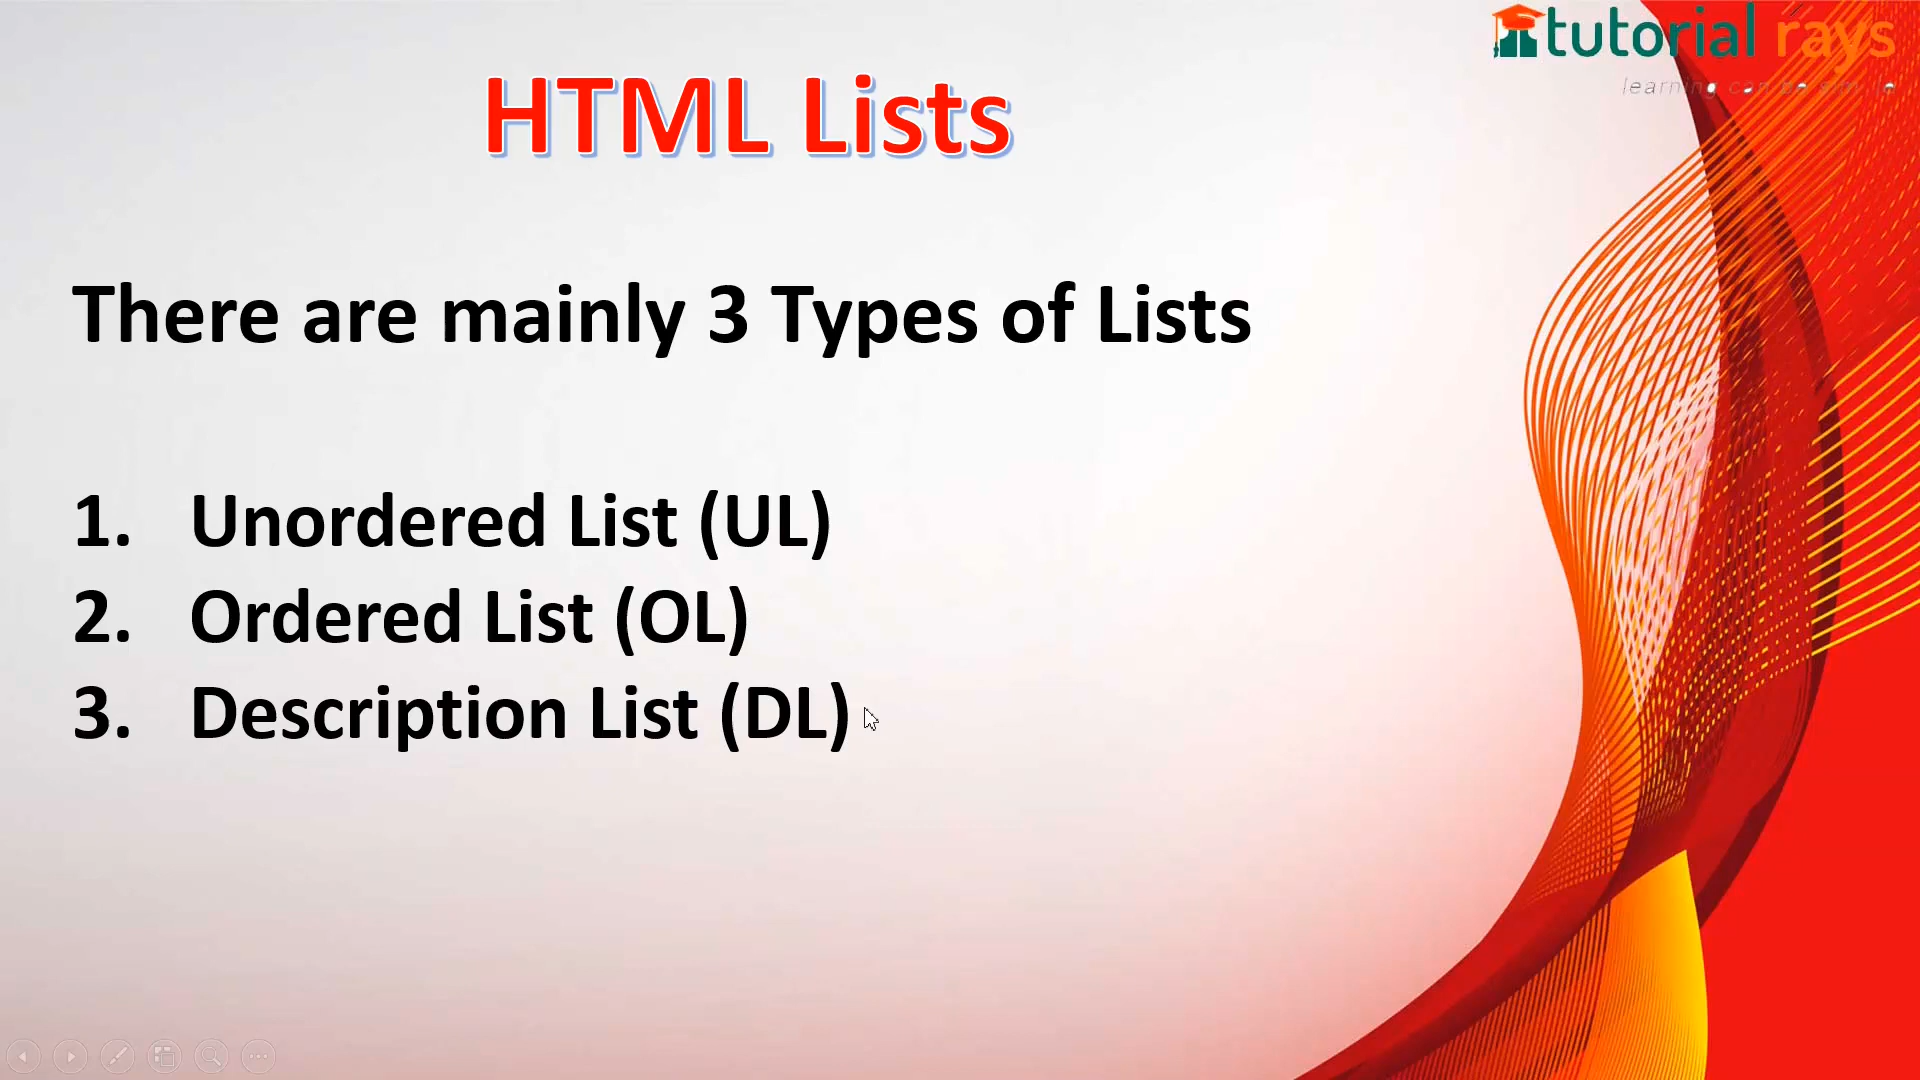 tutorial rays
HTML Lists
There are mainly 3 Types of Lists
1. Unordered List (UL)
2. Ordered List (OL)
3. Description List (DL)